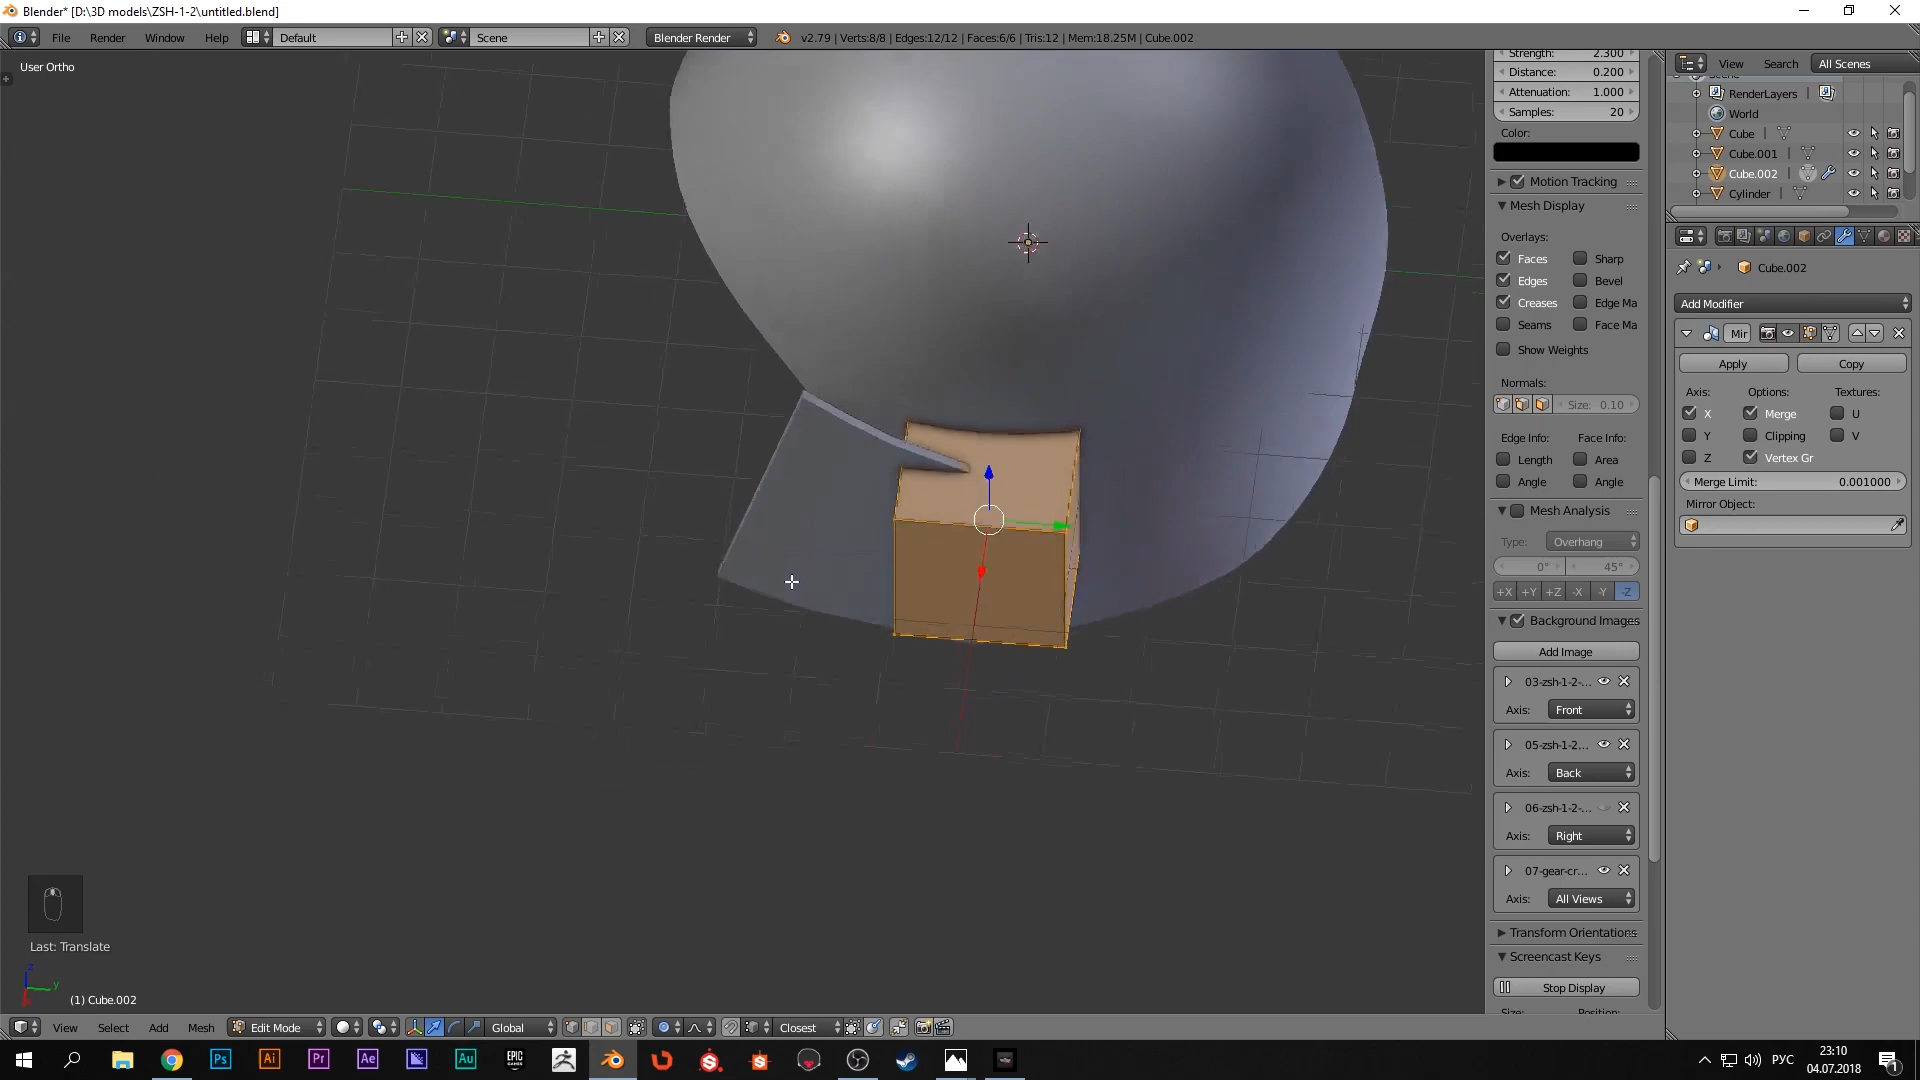 Blender* [D:\3D models\ZSH-1-2\untitled.blend]
File Render Window Help Default Scene Blender Render v2.79 | Verts:8/8 | Edges:12/12 | Faces:6/6 | Tris:12 | Mem:18.25M | Cube.002
User Ortho
Strength: 2.300
Distance: 0.200
Attenuation: 1.000
Samples: 20
Color:
Motion Tracking
Mesh Display
Overlays:
Faces Sharp
Edges Bevel
Creases Edge Ma
Seams Face Ma
Show Weights
Normals:
Size: 0.10
Edge Info: Face Info:
Length Area
Angle Angle
Mesh Analysis
Type: Overhang
0° 45°
+X +Y +Z -X -Y -Z
Background Images
Add Image
03-zsh-1-2-...
Axis: Front
05-zsh-1-2...
Axis: Back
06-zsh-1-2-...
Axis: Right
07-gear-cr...
Axis: All Views
Transform Orientations
Screencast Keys
Stop Display
View Search All Scenes
RenderLayers
World
Cube
Cube.001
Cube.002
Cylinder
Cube.002
Add Modifier
Mir
Apply Copy
Axis: Options: Textures:
X Merge U
Y Clipping V
Z Vertex Gr
Merge Limit: 0.001000
Mirror Object:
Last: Translate
z
y
(1) Cube.002
View Select Add Mesh Edit Mode Global Closest
Ps Ai Pr Ae Au EPIC GAMES
РУС
23:10
04.07.2018
1